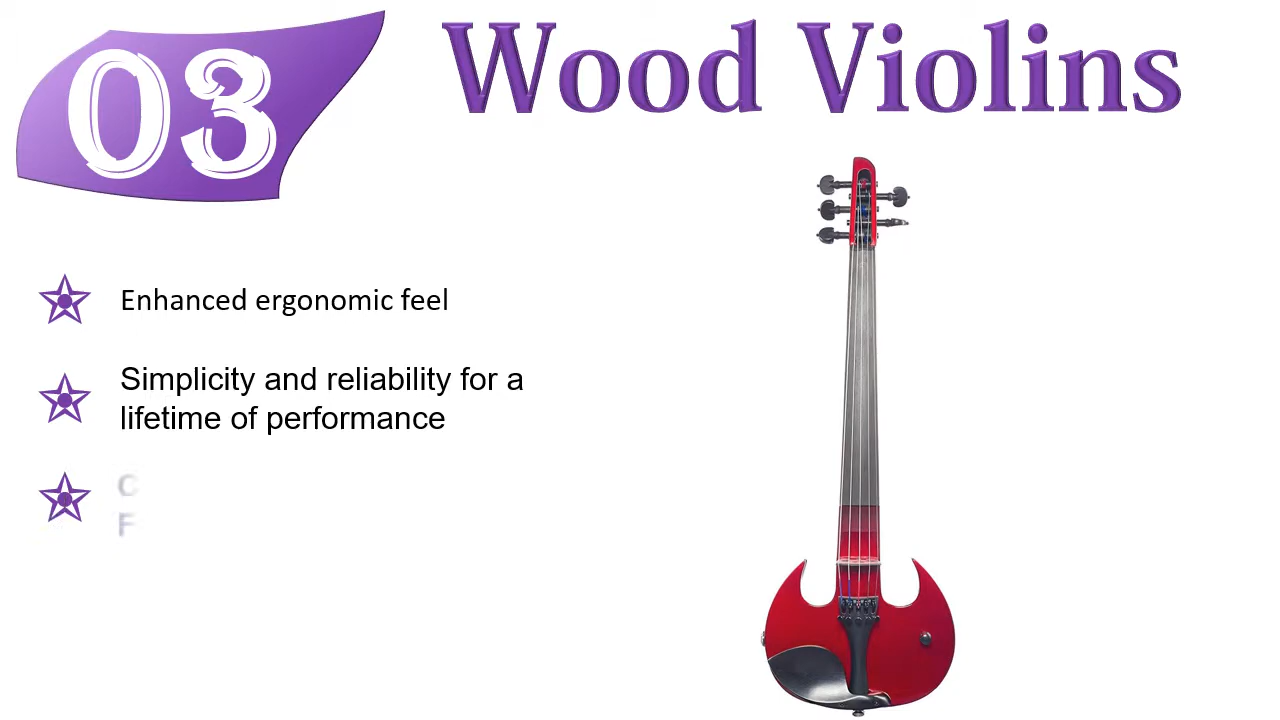 03
Wood Violins
Enhanced ergonomic feel
Simplicity and reliability for a
lifetime of performance